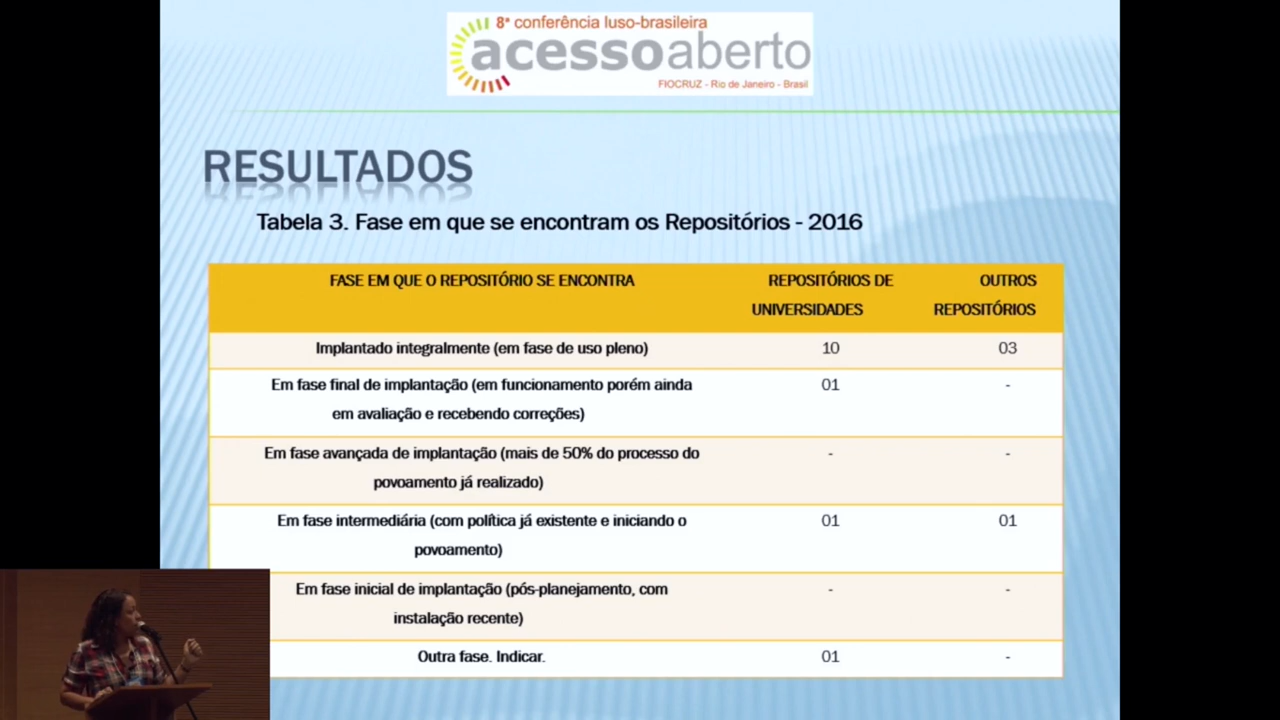 8ª conferência luso-brasileira
acessoaberto
FIOCRUZ - Rio de Janeiro - Brasil
RESULTADOS
Tabela 3. Fase em que se encontram os Repositórios - 2016
FASE EM QUE O REPOSITÓRIO SE ENCONTRA
REPOSITÓRIOS DE
UNIVERSIDADES
OUTROS
REPOSITÓRIOS
Implantado integralmente (em fase de uso pleno) 10 03
Em fase final de implantação (em funcionamento porém ainda 01 -
em avaliação e recebendo correções)
Em fase avançada de implantação (mais de 50% do processo do - -
povoamento já realizado)
Em fase intermediária (com política já existente e iniciando o 01 01
povoamento)
Em fase inicial de implantação (pós-planejamento, com - -
instalação recente)
Outra fase. Indicar. 01 -